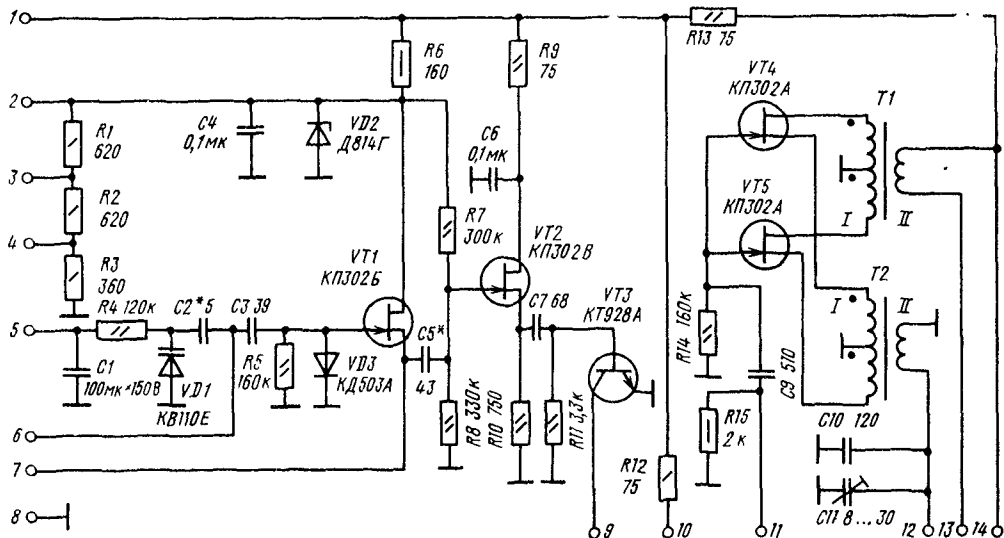 1
R13 75
R6
160
R9
75
VT4
КП302А
T1
2
R1
620
C4
0,1мк
VD2
Д814Г
C6
0,1мк
3
R2
620
R7
300к
VT5
КП302А
I
II
4
R3
360
VT1
КП302Б
VT2
КП302В
T2
R4 120к
C2*5
C3 39
C7 68
VT3
КТ928А
I
II
5
C1
100мк×150В
VD1
КВ110Е
R5
160к
VD3
КД503А
C5*
43
R8 330к
R10 750
R11 3,3к
R14 160к
C9 510
R15
2к
C10 120
6
7
R12
75
C11 8...30
8
9
10
11
12
13
14